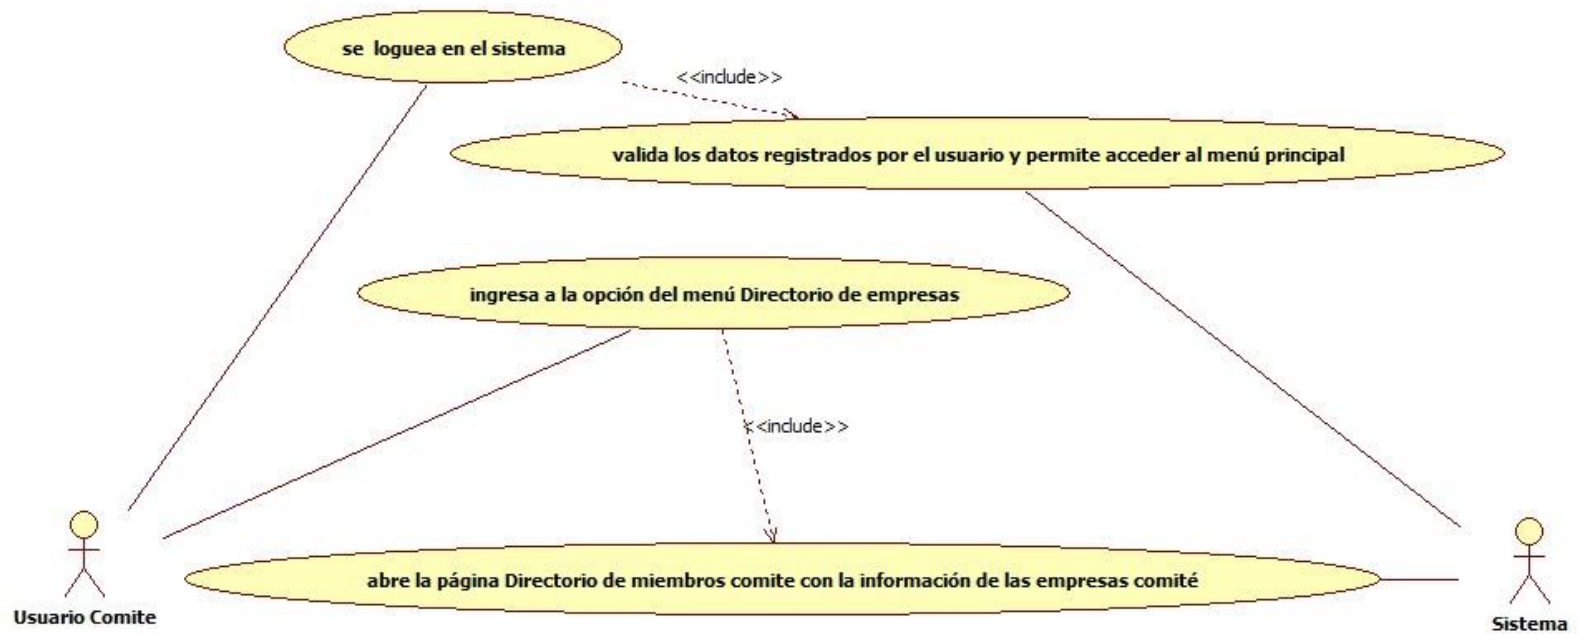 se loguea en el sistema
<<include>>
valida los datos registrados por el usuario y permite acceder al menú principal
ingresa a la opción del menú Directorio de empresas
<<include>>
abre la página Directorio de miembros comite con la información de las empresas comité
Usuario Comite
Sistema